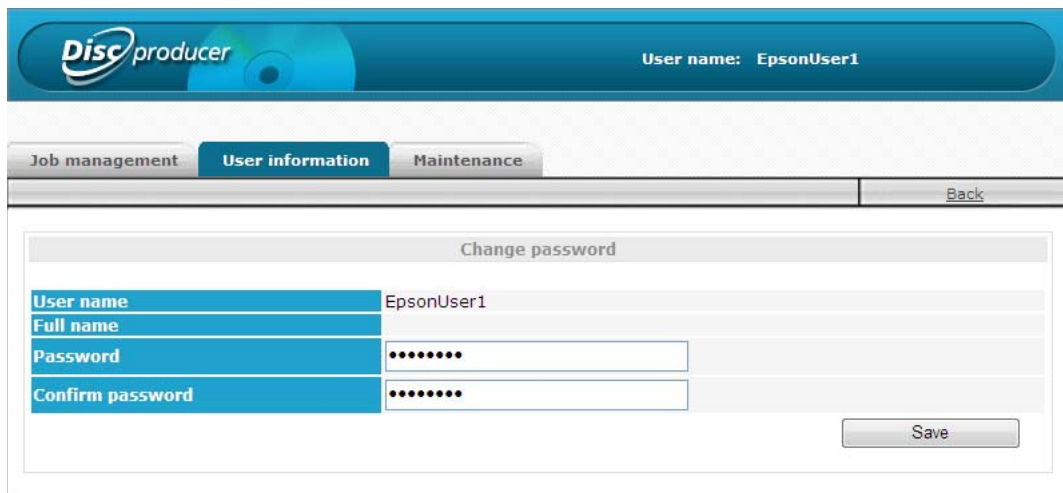 Disc producer
User name: EpsonUser1
Job management User information Maintenance
Back
Change password
User name EpsonUser1
Full name
Password ••••••••
Confirm password ••••••••
Save